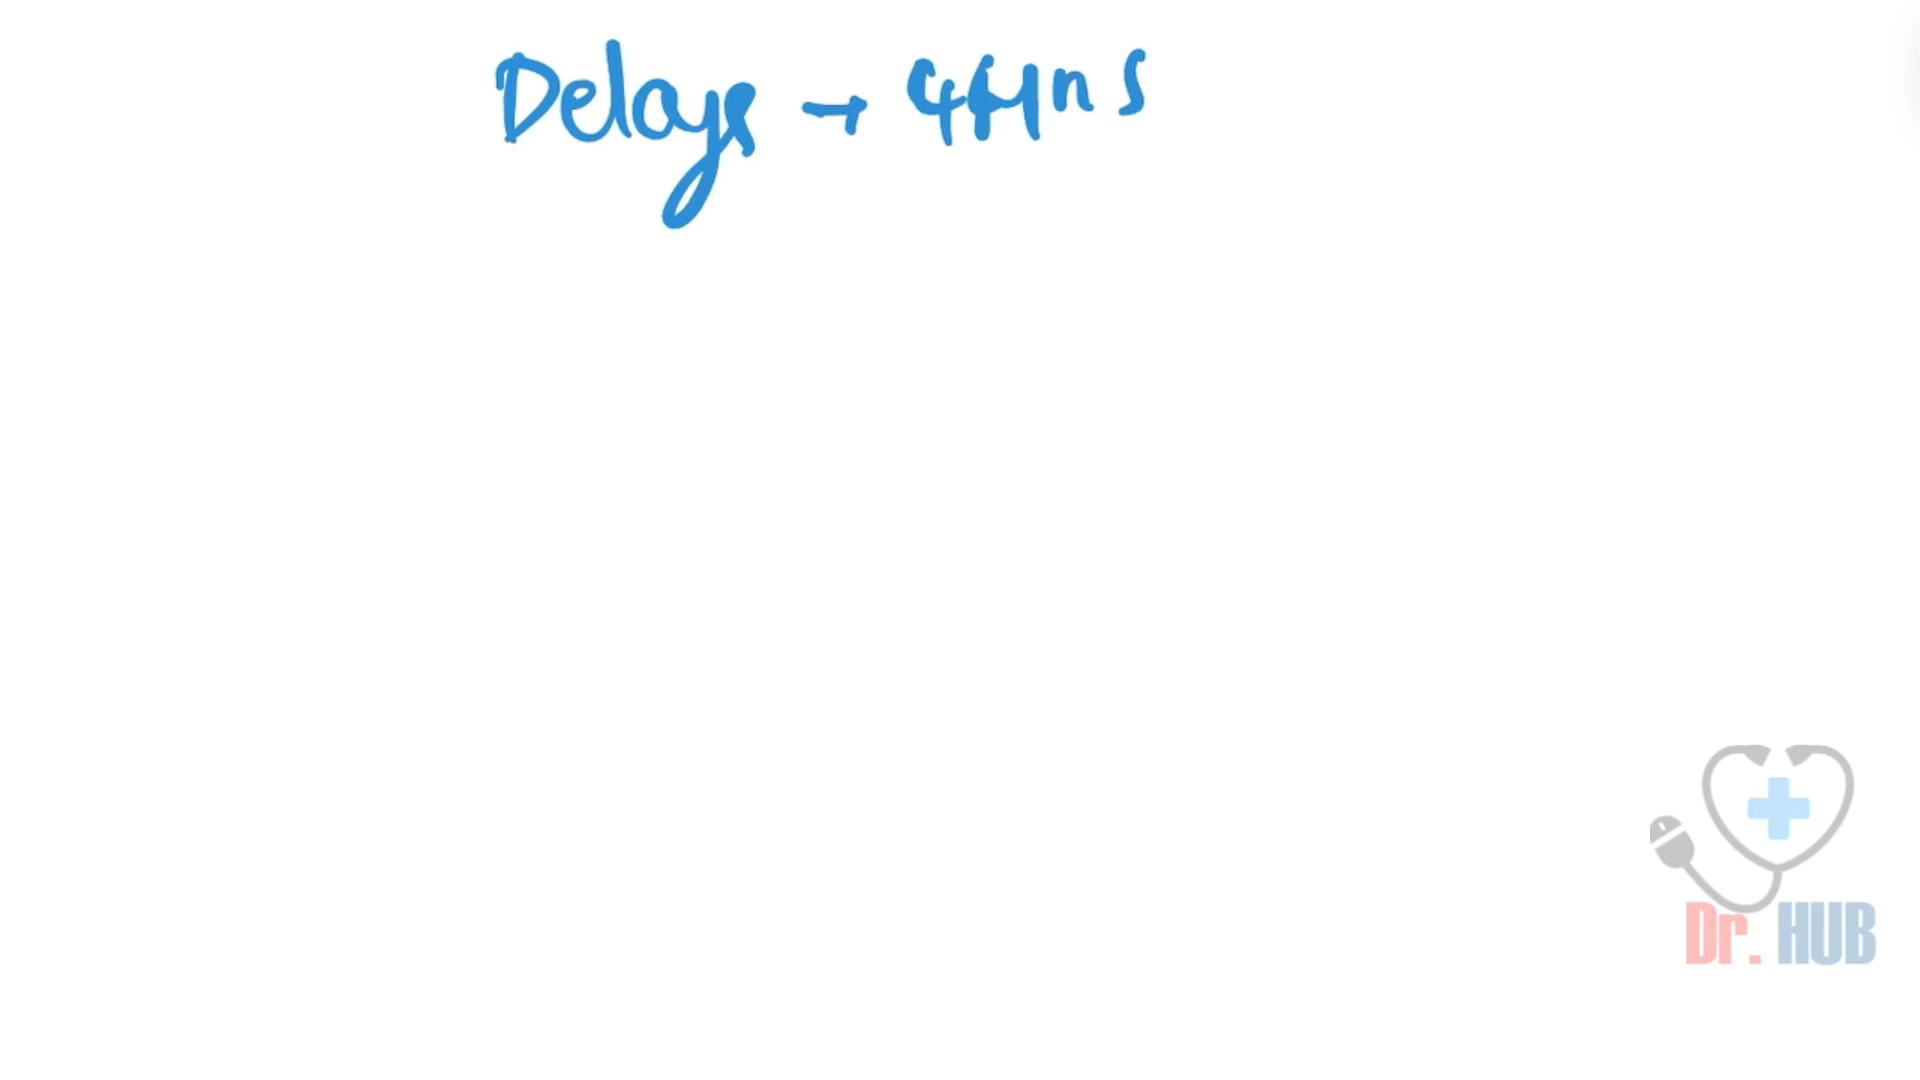 Delays →
Dr. HUB